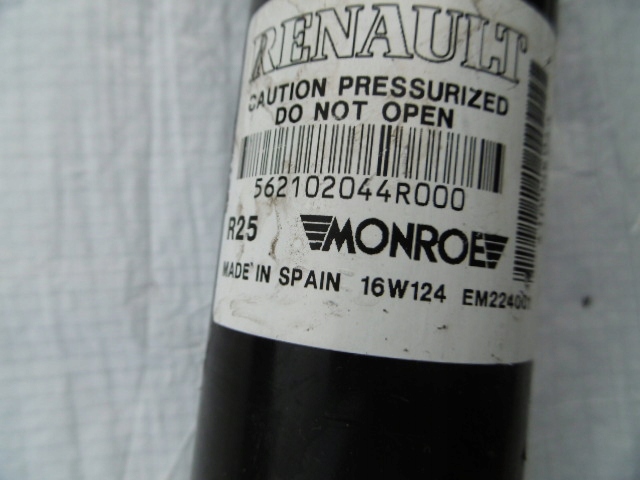 RENAULT
CAUTION PRESSURIZED
DO NOT OPEN
562102044R000
R25 MONROE
MADE IN SPAIN 16W124